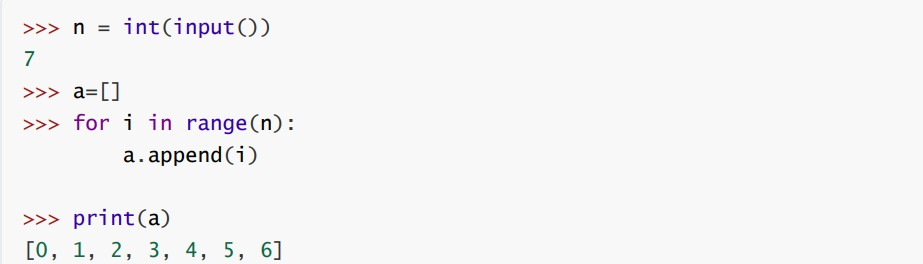 >>> n = int(input())
7
>>> a=[]
>>> for i in range(n):
        a.append(i)
>>> print(a)
[0, 1, 2, 3, 4, 5, 6]